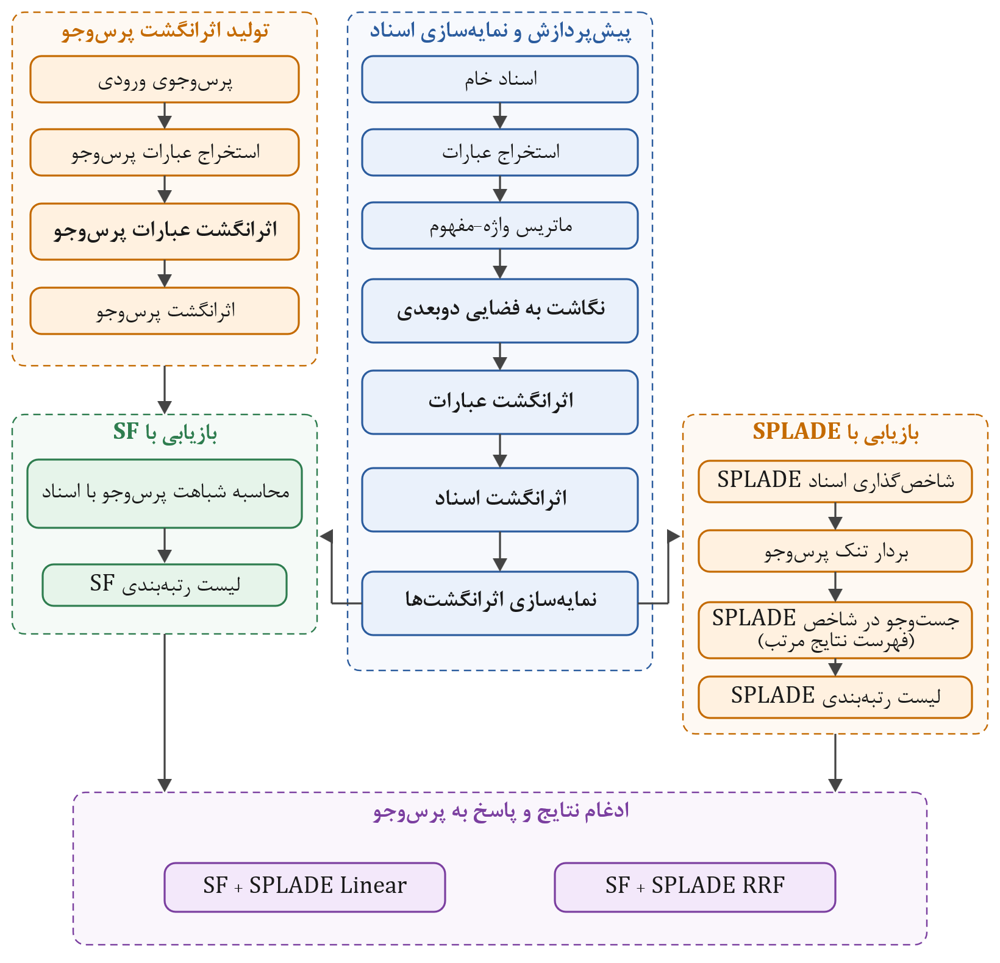 پیش‌پردازش و نمایه‌سازی اسناد
اسناد خام
استخراج عبارات
ماتریس واژه-مفهوم
نگاشت به فضایی دوبعدی
اثرانگشت عبارات
اثرانگشت اسناد
نمایه‌سازی اثرانگشت‌ها
تولید اثرانگشت پرس‌وجو
پرس‌وجوی ورودی
استخراج عبارات پرس‌وجو
اثرانگشت عبارات پرس‌وجو
اثرانگشت پرس‌وجو
بازیابی با SF
محاسبه شباهت پرس‌وجو با اسناد
لیست رتبه‌بندی SF
بازیابی با SPLADE
شاخص‌گذاری اسناد SPLADE
بردار تنک پرس‌وجو
جست‌وجو در شاخص SPLADE
(فهرست نتایج مرتب)
لیست رتبه‌بندی SPLADE
ادغام نتایج و پاسخ به پرس‌وجو
SF + SPLADE RRF
SF + SPLADE Linear